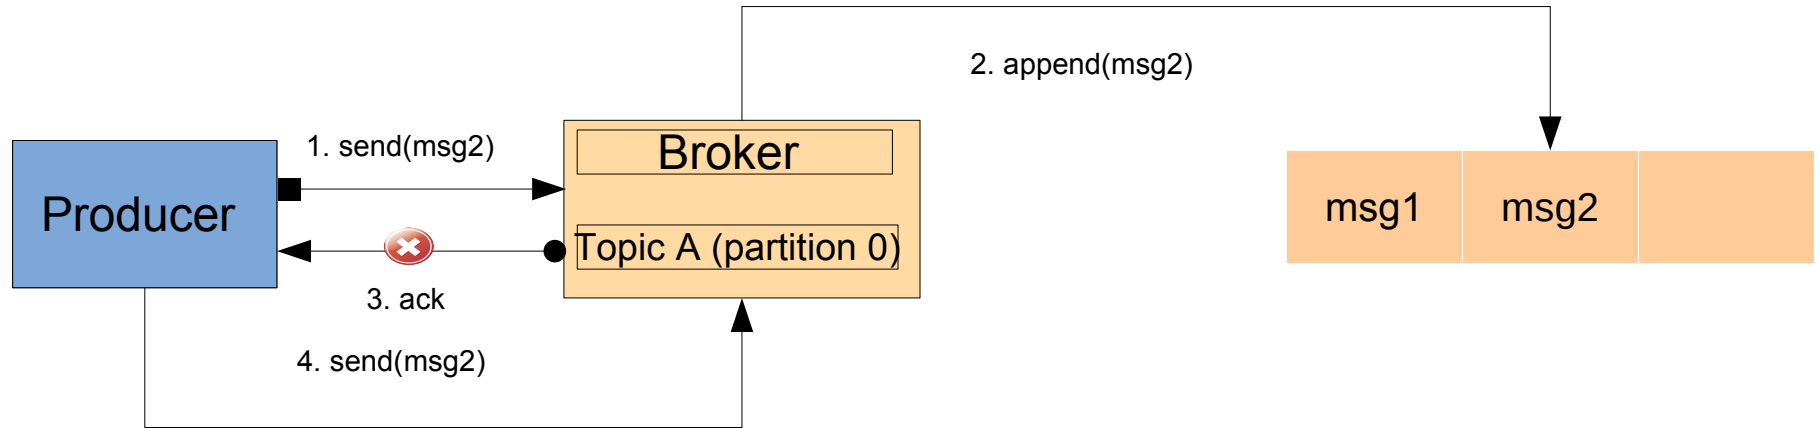 2. append(msg2)
1. send(msg2)
Broker
Producer
msg1
msg2
Topic A (partition 0)
3. ack
4. send(msg2)